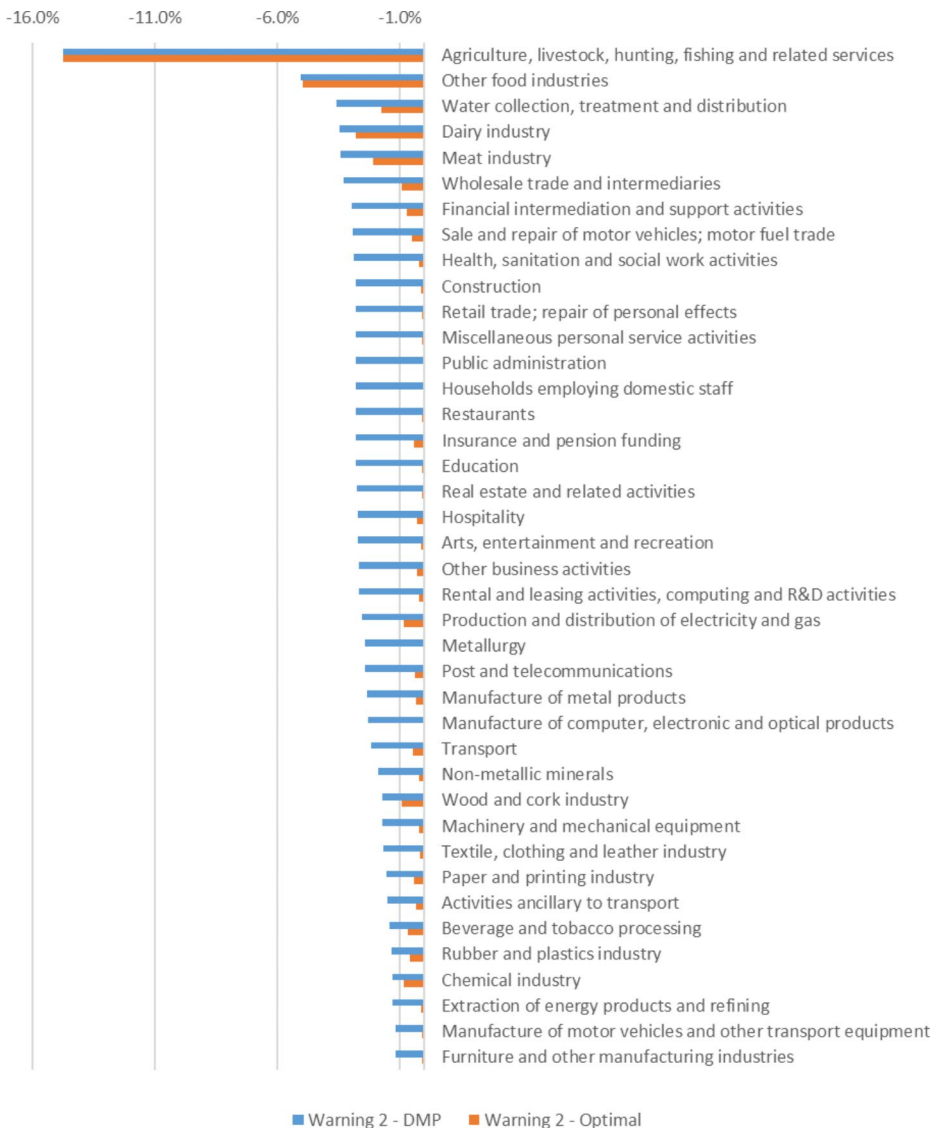 -16.0% -11.0% -6.0% -1.0%
Agriculture, livestock, hunting, fishing and related services
Other food industries
Water collection, treatment and distribution
Dairy industry
Meat industry
Wholesale trade and intermediaries
Financial intermediation and support activities
Sale and repair of motor vehicles; motor fuel trade
Health, sanitation and social work activities
Construction
Retail trade; repair of personal effects
Miscellaneous personal service activities
Public administration
Households employing domestic staff
Restaurants
Insurance and pension funding
Education
Real estate and related activities
Hospitality
Arts, entertainment and recreation
Other business activities
Rental and leasing activities, computing and R&D activities
Production and distribution of electricity and gas
Metallurgy
Post and telecommunications
Manufacture of metal products
Manufacture of computer, electronic and optical products
Transport
Non-metallic minerals
Wood and cork industry
Machinery and mechanical equipment
Textile, clothing and leather industry
Paper and printing industry
Activities ancillary to transport
Beverage and tobacco processing
Rubber and plastics industry
Chemical industry
Extraction of energy products and refining
Manufacture of motor vehicles and other transport equipment
Furniture and other manufacturing industries
Warning 2 - DMP Warning 2 - Optimal